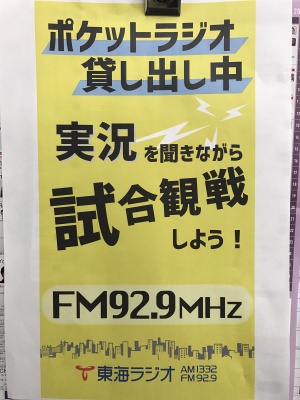 ポケットラジオ
貸し出し中
実況を聞きながら
試合観戦
しよう！
FM92.9MHz
東海ラジオ AM1332
FM92.9